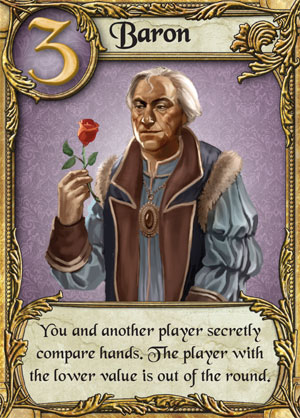 3
Baron
You and another player secretly
compare hands. The player with
the lower value is out of the round.